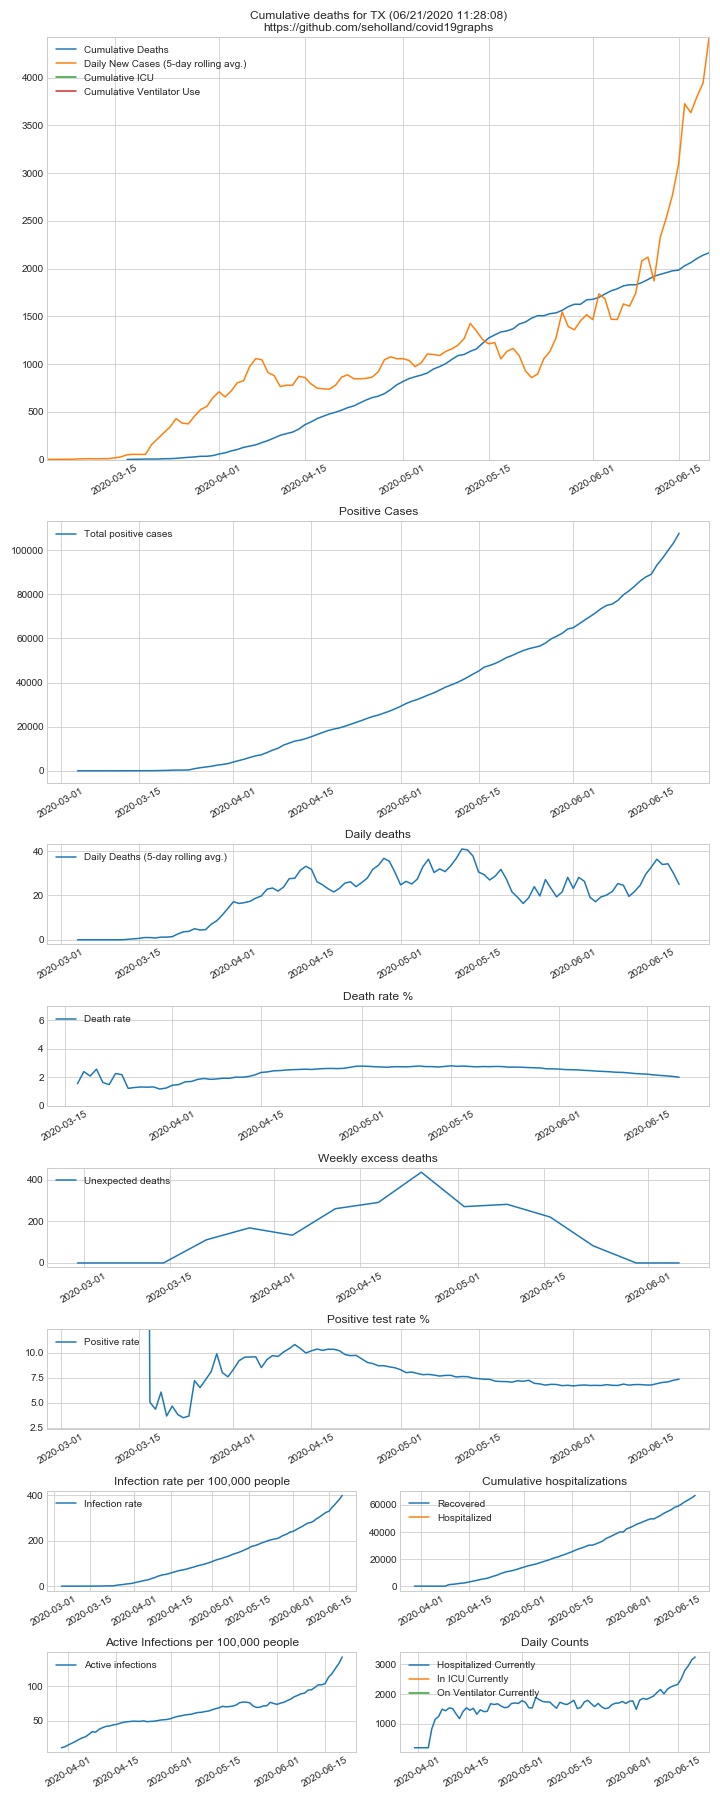 Cumulative deaths for TX (06/21/2020 11:28:08)
https://github.com/seholland/covid19graphs
Cumulative Deaths
Daily New Cases (5-day rolling avg.)
Cumulative ICU
Cumulative Ventilator Use
4000
3500
3000
2500
2000
1500
1000
500
0
2020-03-15 2020-04-01 2020-04-15 2020-05-01 2020-05-15 2020-06-01 2020-06-15
Positive Cases
Total positive cases
100000
80000
60000
40000
20000
0
2020-03-01 2020-03-15 2020-04-01 2020-04-15 2020-05-01 2020-05-15 2020-06-01 2020-06-15
Daily deaths
Daily Deaths (5-day rolling avg.)
40
20
0
2020-03-01 2020-03-15 2020-04-01 2020-04-15 2020-05-01 2020-05-15 2020-06-01 2020-06-15
Death rate %
Death rate
6
4
2
0
2020-03-15 2020-04-01 2020-04-15 2020-05-01 2020-05-15 2020-06-01 2020-06-15
Weekly excess deaths
Unexpected deaths
400
200
0
2020-03-01 2020-03-15 2020-04-01 2020-04-15 2020-05-01 2020-05-15 2020-06-01
Positive test rate %
Positive rate
10.0
7.5
5.0
2.5
2020-03-01 2020-03-15 2020-04-01 2020-04-15 2020-05-01 2020-05-15 2020-06-01 2020-06-15
Infection rate per 100,000 people
Infection rate
400
200
0
2020-03-01 2020-03-15 2020-04-01 2020-04-15 2020-05-01 2020-05-15 2020-06-01 2020-06-15
Cumulative hospitalizations
Recovered
Hospitalized
60000
40000
20000
0
2020-04-01 2020-04-15 2020-05-01 2020-05-15 2020-06-01 2020-06-15
Active Infections per 100,000 people
Active infections
100
50
2020-04-01 2020-04-15 2020-05-01 2020-05-15 2020-06-01 2020-06-15
Daily Counts
Hospitalized Currently
In ICU Currently
On Ventilator Currently
3000
2000
1000
2020-04-01 2020-04-15 2020-05-01 2020-05-15 2020-06-01 2020-06-15